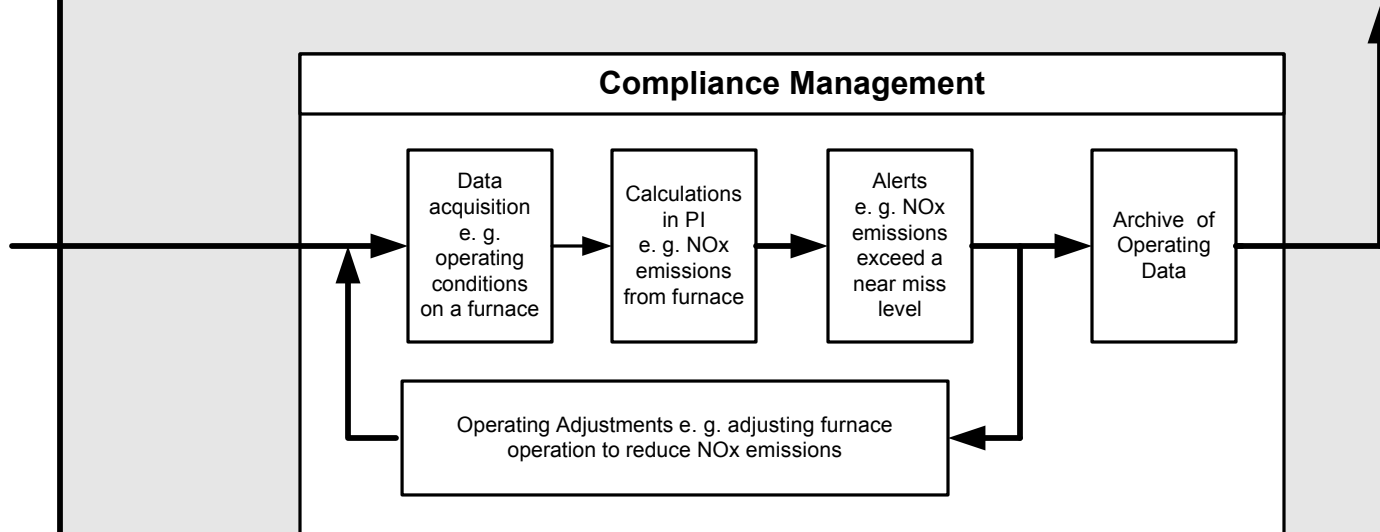 Compliance Management
Data
acquisition
e. g.
operating
conditions
on a furnace
Calculations
in PI
e. g. NOx
emissions
from furnace
Alerts
e. g. NOx
emissions
exceed a
near miss
level
Archive of
Operating
Data
Operating Adjustments e. g. adjusting furnace
operation to reduce NOx emissions